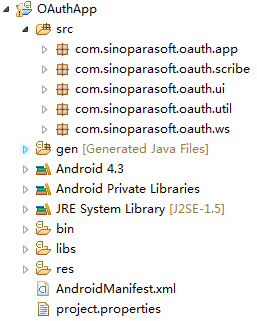 OAuthApp
src
com.sinoparasoft.oauth.app
com.sinoparasoft.oauth.scribe
com.sinoparasoft.oauth.ui
com.sinoparasoft.oauth.util
com.sinoparasoft.oauth.ws
gen [Generated Java Files]
Android 4.3
Android Private Libraries
JRE System Library [J2SE-1.5]
bin
libs
res
AndroidManifest.xml
project.properties